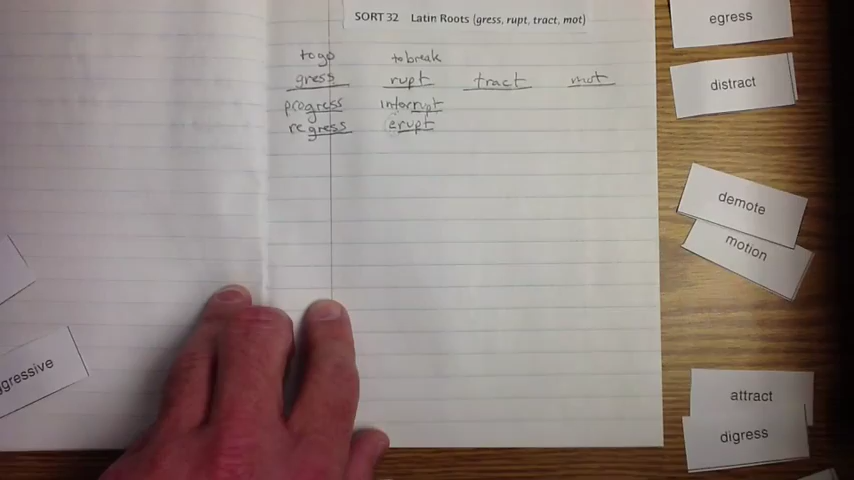 SORT 32 Latin Roots (gress, rupt, tract, mot)
to go to break
gress rupt tract mot
progress interrupt
regress erupt
egress
distract
demote
motion
attract
digress
ggressive